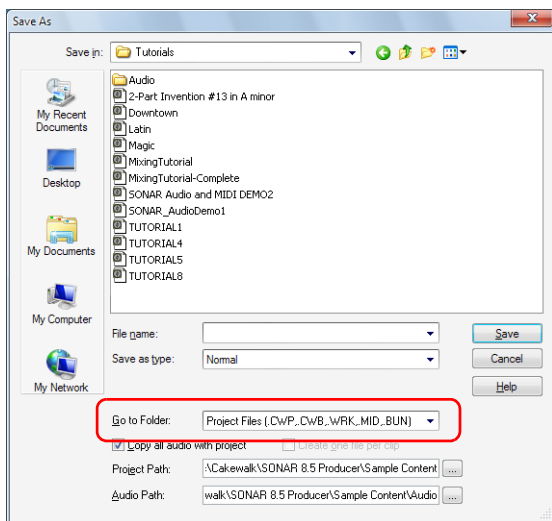 Save As
Save in: Tutorials
My Recent Documents
Desktop
My Documents
My Computer
My Network
Audio
2-Part Invention #13 in A minor
Downtown
Latin
Magic
MixingTutorial
MixingTutorial-Complete
SONAR Audio and MIDI DEMO2
SONAR_AudioDemo1
TUTORIAL1
TUTORIAL4
TUTORIAL5
TUTORIAL8
File name: Save
Save as type: Normal Cancel
Help
Go to Folder: Project Files (.CWP,.CWB,.WRK,.MID,.BUN)
Copy all audio with project Create one file per clip
Project Path: :\Cakewalk\SONAR 8.5 Producer\Sample Content ...
Audio Path: walk\SONAR 8.5 Producer\Sample Content\Audio ...